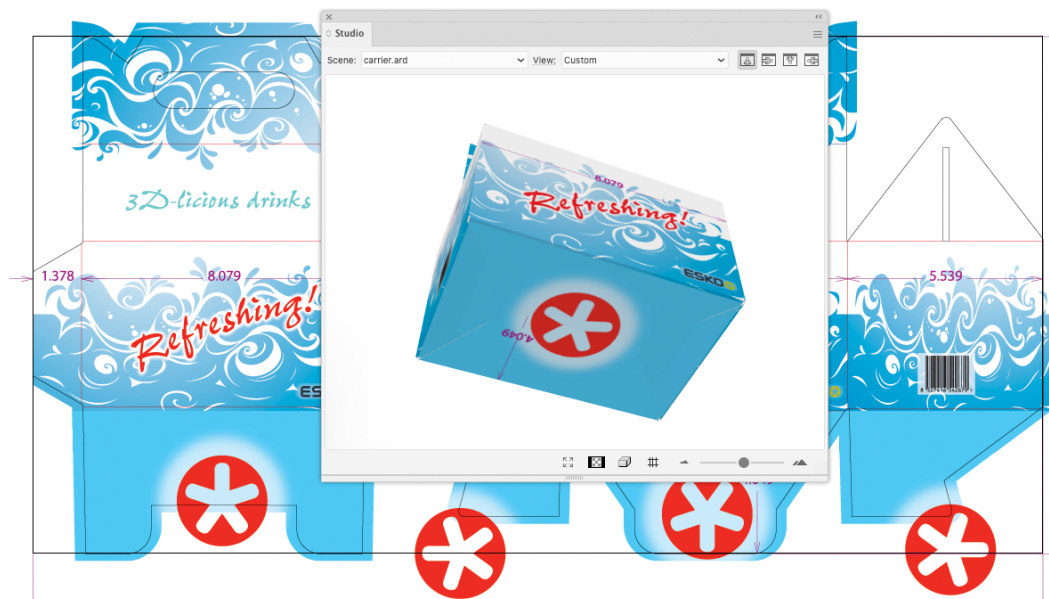 Studio
Scene: carrier.ard
View: Custom
3D-licious drinks
8.079
Refreshing!
ESKO
4.049
1.378
8.079
5.539
Refreshing!
ES